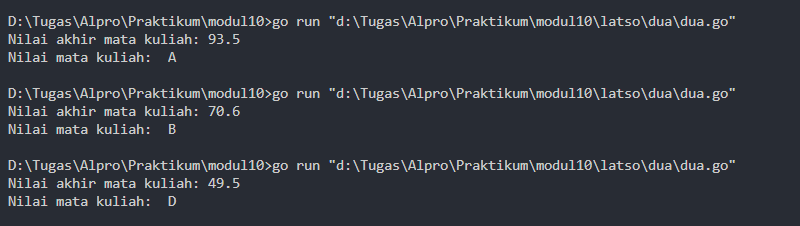 D:\Tugas\Alpro\Praktikum\modul10>go run "d:\Tugas\Alpro\Praktikum\modul10\latso\dua\dua.go"
Nilai akhir mata kuliah: 93.5
Nilai mata kuliah:  A
D:\Tugas\Alpro\Praktikum\modul10>go run "d:\Tugas\Alpro\Praktikum\modul10\latso\dua\dua.go"
Nilai akhir mata kuliah: 70.6
Nilai mata kuliah:  B
D:\Tugas\Alpro\Praktikum\modul10>go run "d:\Tugas\Alpro\Praktikum\modul10\latso\dua\dua.go"
Nilai akhir mata kuliah: 49.5
Nilai mata kuliah:  D